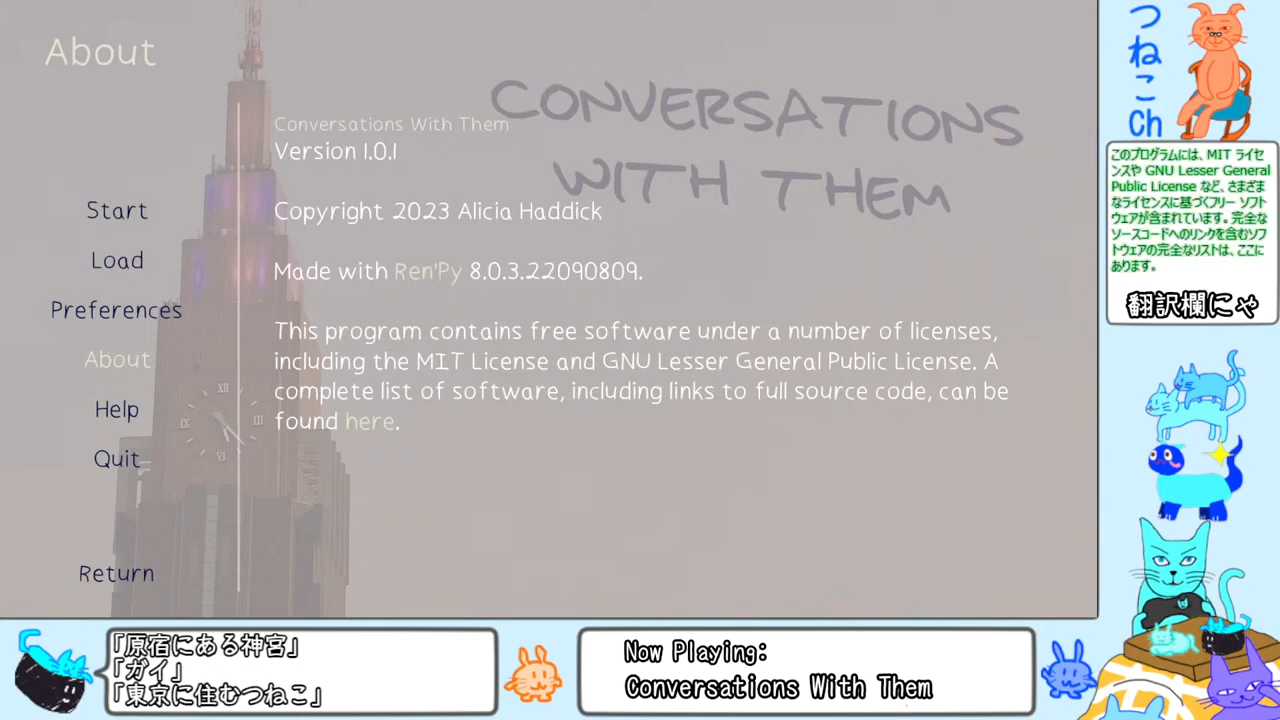 About
CONVERSATIONS
WITH THEM
Conversations With Them
Version 1.0.1
Copyright 2023 Alicia Haddick
Made with Ren'Py 8.0.3.22090809.
This program contains free software under a number of licenses,
including the MIT License and GNU Lesser General Public License. A
complete list of software, including links to full source code, can be
found here.
Start
Load
Preferences
About
Help
Quit
Return
XII
III
VI
IX
つねこCh
このプログラムには、MIT ライセ
ンスや GNU Lesser General
Public License など、さまざま
なライセンスに基づくフリー ソフト
ウェアが含まれています。完全な
ソースコードへのリンクを含むソフ
トウェアの完全なリストは、ここに
あります。
翻訳欄にゃ
「原宿にある神宮」
「ガイ」
「東京に住むつねこ」
Now Playing:
Conversations With Them